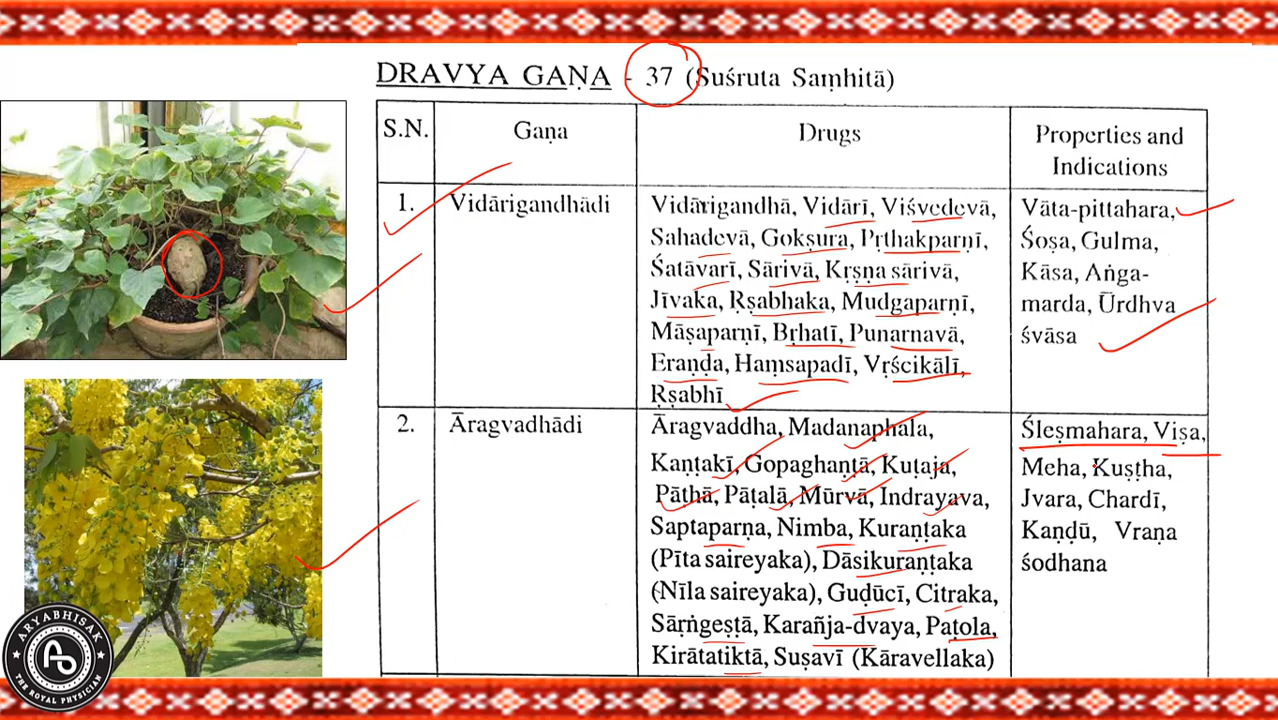 DRAVYA GAṆA - 37 (Suśruta Saṃhitā)
S.N. Gaṇa Drugs Properties and Indications
1. Vidārigandhādi
Vidārigandhā, Vidārī, Viśvedevā,
Sahadevā, Gokṣura, Pṛthakparṇī,
Śatāvarī, Sārivā, Kṛṣna sārivā,
Jīvaka, Ṛṣabhaka, Mudgaparṇī,
Māṣaparṇī, Bṛhatī, Punarnavā,
Eraṇḍa, Haṃsapadī, Vṛścikālī,
Ṛṣabhī
Vāta-pittahara,
Śoṣa, Gulma,
Kāsa, Aṅga-
marda, Ūrdhva
śvāsa
2. Āragvadhādi
Āragvaddha, Madanaphala,
Kaṇṭakī, Gopaghaṇṭā, Kuṭaja,
Pāṭhā, Pāṭalā, Mūrvā, Indrayava,
Saptaparṇa, Nimba, Kuraṇṭaka
(Pīta saireyaka), Dāsikuraṇṭaka
(Nīla saireyaka), Guḍūcī, Citraka,
Sārṅgeṣṭā, Karañja-dvaya, Paṭola,
Kirātatiktā, Suṣavī (Kāravellaka)
Śleṣmahara, Viṣa,
Meha, Kuṣṭha,
Jvara, Chardī,
Kaṇḍū, Vraṇa
śodhana
ARYABHISAK
THE ROYAL PHYSICIAN